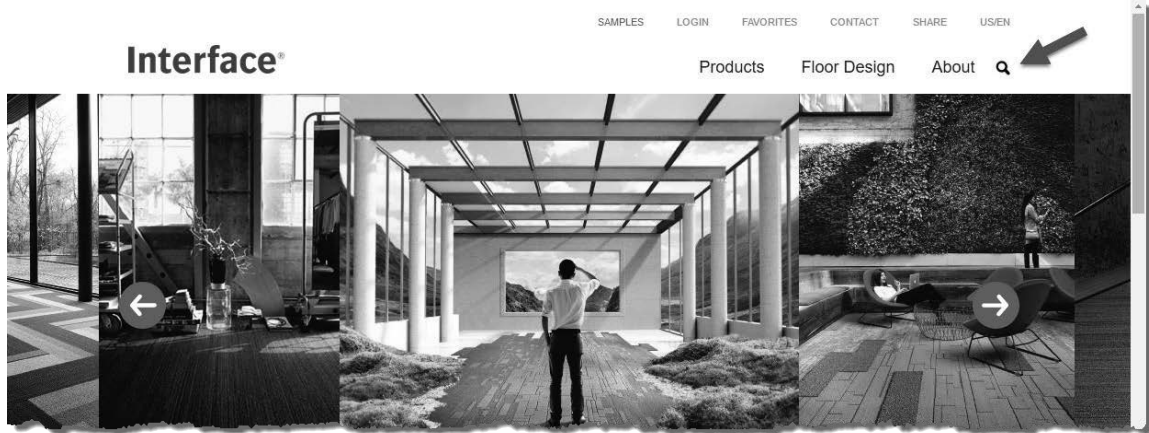 SAMPLES LOGIN FAVORITES CONTACT SHARE US/EN
Interface®
Products Floor Design About